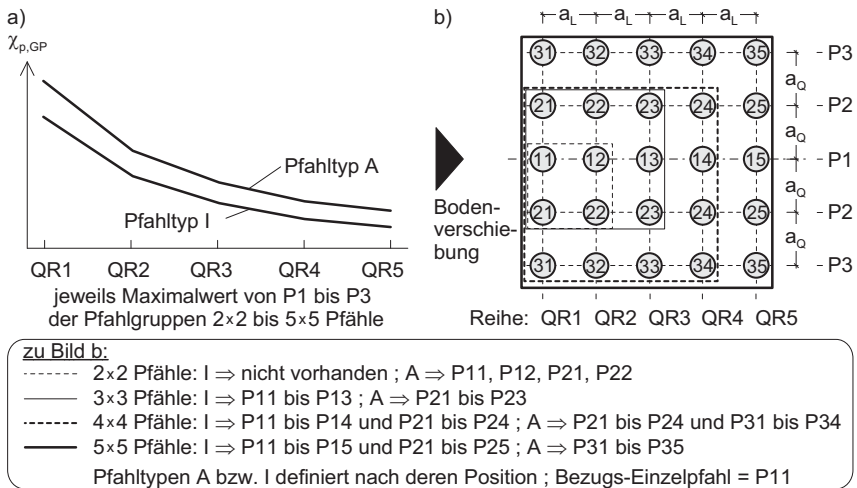 a)
χp,GP
Pfahltyp A
Pfahltyp I
QR1 QR2 QR3 QR4 QR5
jeweils Maximalwert von P1 bis P3
der Pfahlgruppen 2×2 bis 5×5 Pfähle
b)
aL aL aL aL
31 32 33 34 35 P3
aQ
21 22 23 24 25 P2
aQ
11 12 13 14 15 P1
aQ
Boden-
verschie-
bung
21 22 23 24 25 P2
aQ
31 32 33 34 35 P3
Reihe: QR1 QR2 QR3 QR4 QR5
zu Bild b:
2×2 Pfähle: I ⇒ nicht vorhanden ; A ⇒ P11, P12, P21, P22
3×3 Pfähle: I ⇒ P11 bis P13 ; A ⇒ P21 bis P23
4×4 Pfähle: I ⇒ P11 bis P14 und P21 bis P24 ; A ⇒ P21 bis P24 und P31 bis P34
5×5 Pfähle: I ⇒ P11 bis P15 und P21 bis P25 ; A ⇒ P31 bis P35
Pfahltypen A bzw. I definiert nach deren Position ; Bezugs-Einzelpfahl = P11